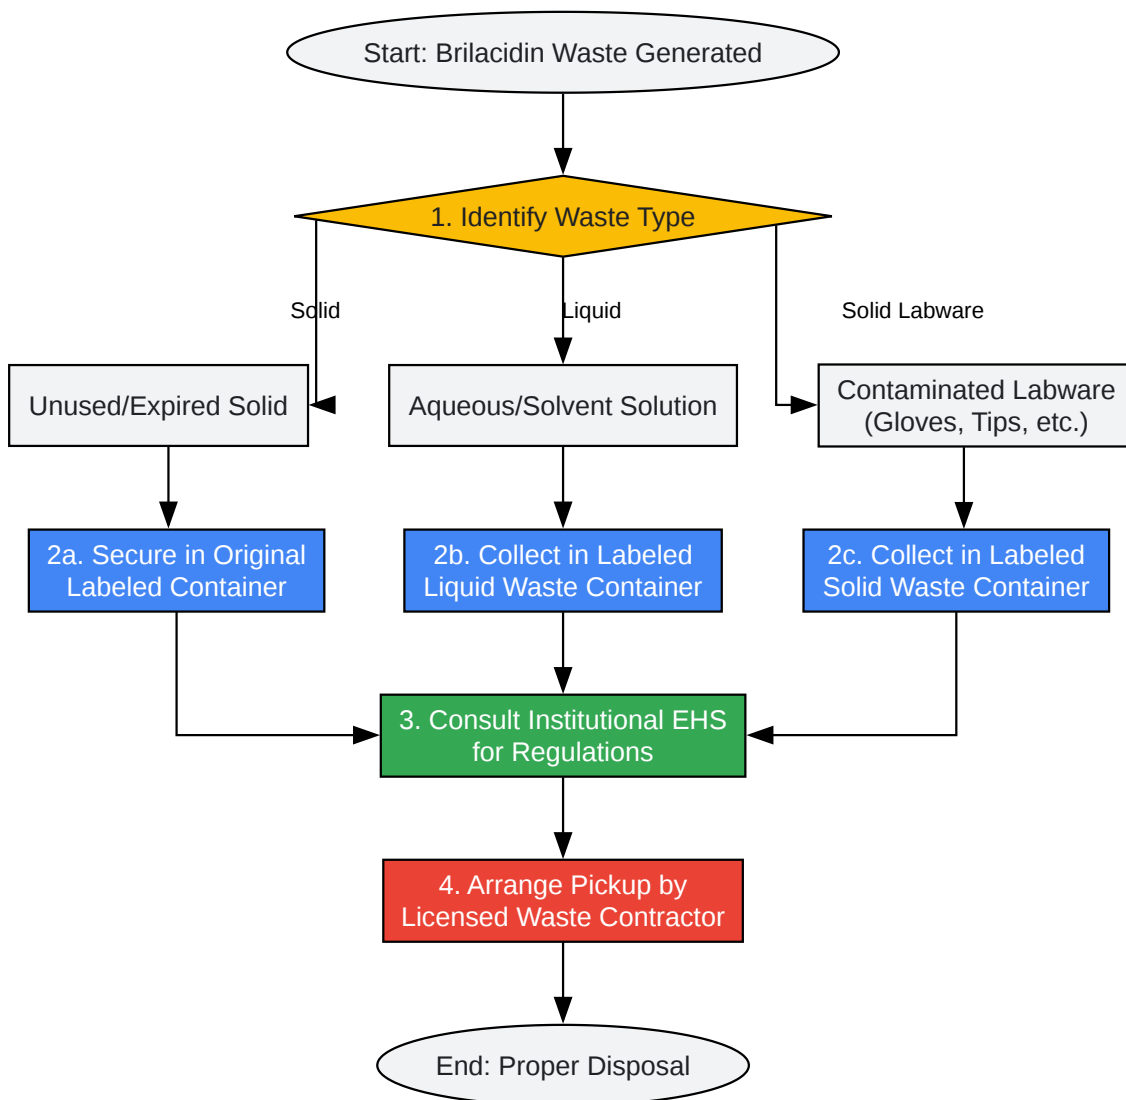 Start: Brilacidin Waste Generated
1. Identify Waste Type
Solid
Liquid
Solid Labware
Unused/Expired Solid
Aqueous/Solvent Solution
Contaminated Labware
(Gloves, Tips, etc.)
2a. Secure in Original
Labeled Container
2b. Collect in Labeled
Liquid Waste Container
2c. Collect in Labeled
Solid Waste Container
3. Consult Institutional EHS
for Regulations
4. Arrange Pickup by
Licensed Waste Contractor
End: Proper Disposal